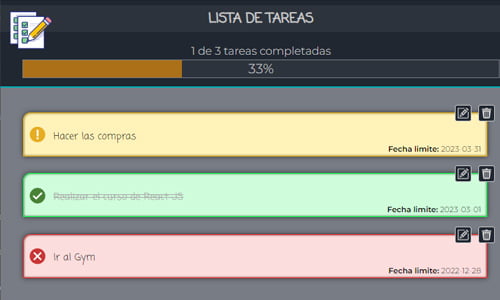 LISTA DE TAREAS
1 de 3 tareas completadas
33%
Hacer las compras
Fecha límite: 2023-03-31
Realizar el curso de React JS
Fecha límite: 2023-03-01
Ir al Gym
Fecha límite: 2022-12-28